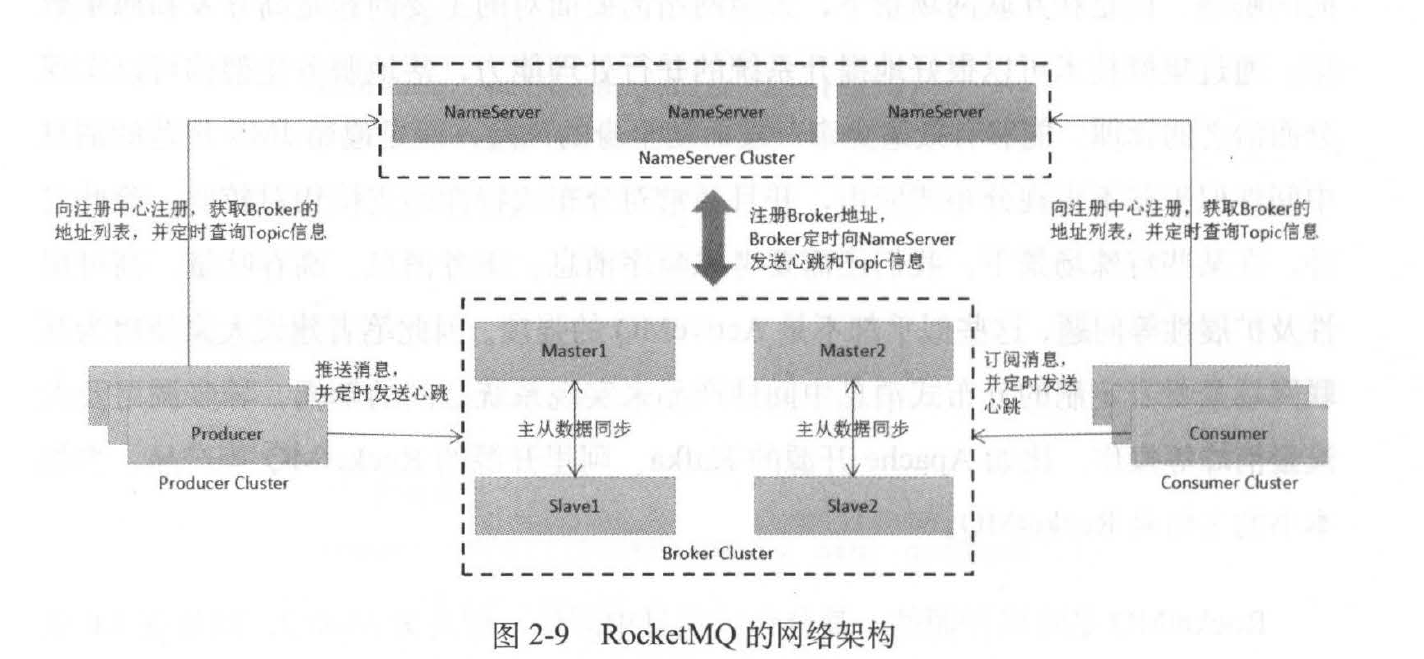 NameServer
NameServer
NameServer
NameServer Cluster
向注册中心注册，获取Broker的
地址列表，并定时查询Topic信息
注册Broker地址，
Broker定时向NameServer
发送心跳和Topic信息
向注册中心注册，获取Broker的
地址列表，并定时查询Topic信息
Master1
Master2
推送消息，
并定时发送心跳
订阅消息，
并定时发送
心跳
Producer
Producer Cluster
主从数据同步
主从数据同步
Consumer
Consumer Cluster
Slave1
Slave2
Broker Cluster
图 2-9 RocketMQ 的网络架构